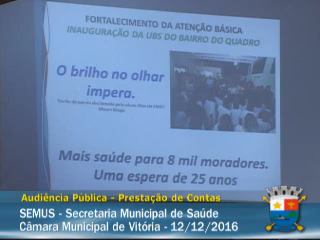 FORTALECIMENTO DA ATENÇÃO BÁSICA
INAUGURAÇÃO DA UBS DO BAIRRO DO QUADRO
O brilho no olhar
impera.
Mais saúde para 8 mil moradores.
Uma espera de 25 anos
Audiência Pública - Prestação de Contas
SEMUS - Secretaria Municipal de Saúde
Câmara Municipal de Vitória - 12/12/2016